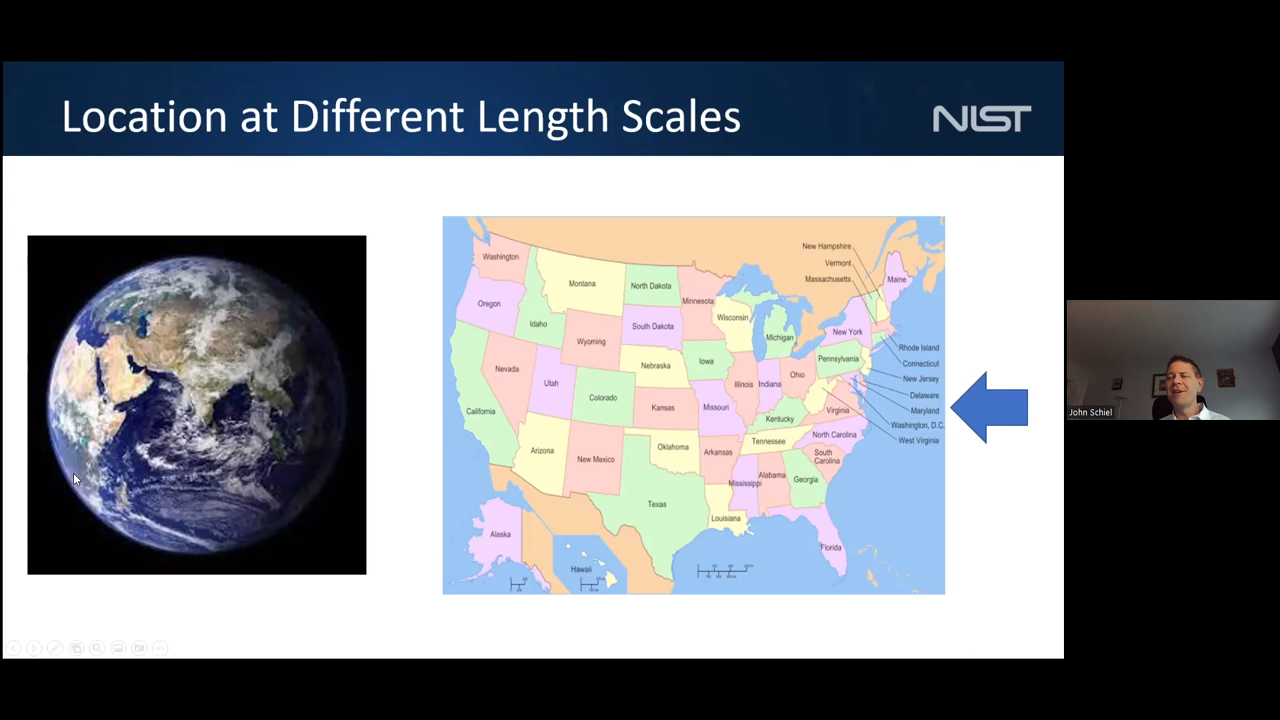 Location at Different Length Scales
NIST
New Hampshire
Vermont
Massachusetts
Washington
Montana
North Dakota
Minnesota
Maine
Oregon
Idaho
South Dakota
Wisconsin
Michigan
New York
Wyoming
Rhode Island
Nebraska
Iowa
Pennsylvania
Connecticut
Nevada
Utah
Illinois
Indiana
Ohio
New Jersey
Colorado
Delaware
California
Kansas
Missouri
Virginia
Maryland
Kentucky
Washington, D.C.
Arizona
New Mexico
Oklahoma
Tennessee
North Carolina
West Virginia
Arkansas
South
Carolina
Mississippi
Alabama
Georgia
Texas
Louisiana
Alaska
Florida
Hawaii
John Schiel